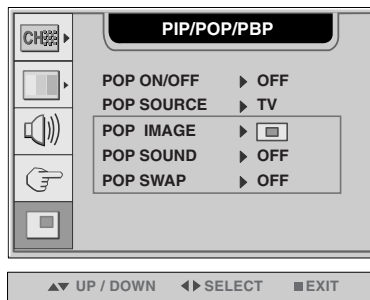 PIP/POP/PBP
CH
POP ON/OFF ▶ OFF
POP SOURCE ▶ TV
POP IMAGE ▶
POP SOUND ▶ OFF
POP SWAP ▶ OFF
▲▼ UP / DOWN ◀▶ SELECT ■ EXIT